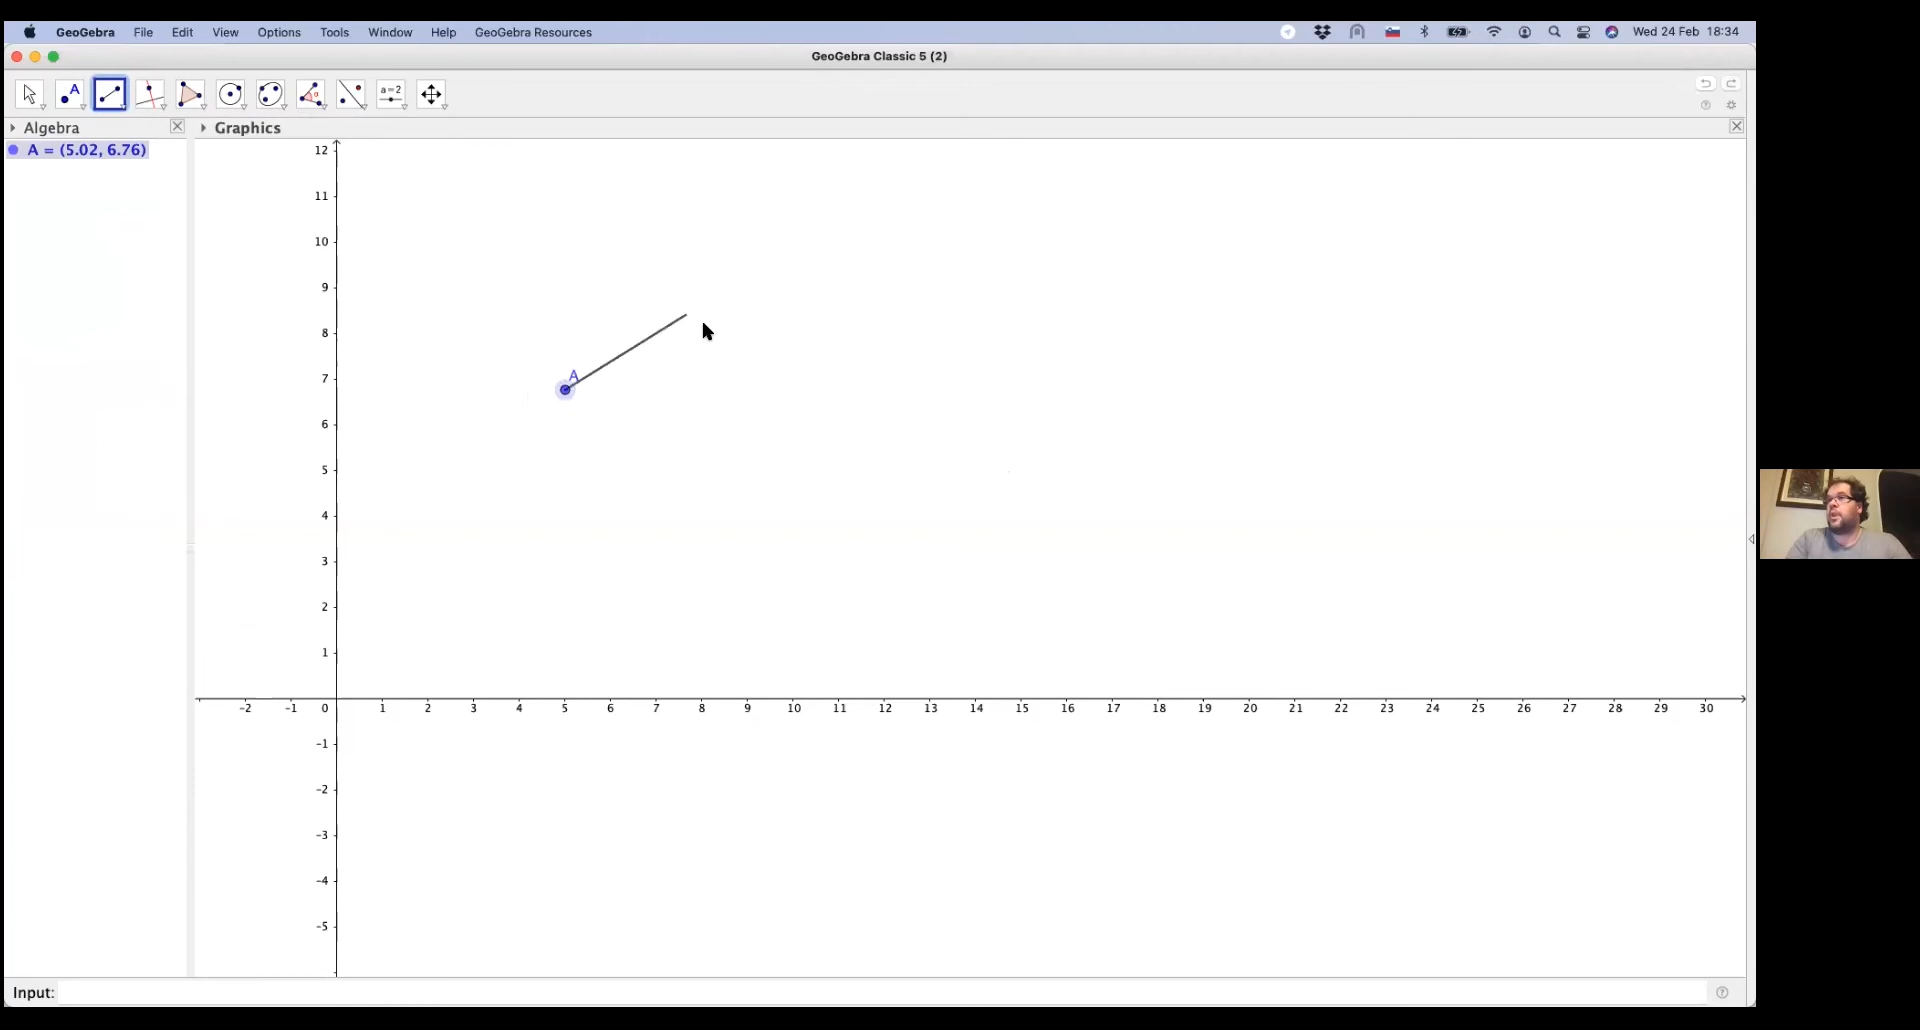 GeoGebra File Edit View Options Tools Window Help GeoGebra Resources Wed 24 Feb 18:34
GeoGebra Classic 5 (2)
A a=2
Algebra Graphics
A = (5.02, 6.76)
12
11
10
9
8
A
7
6
5
4
3
2
1
-2 -1 0 1 2 3 4 5 6 7 8 9 10 11 12 13 14 15 16 17 18 19 20 21 22 23 24 25 26 27 28 29 30
-1
-2
-3
-4
-5
Input: